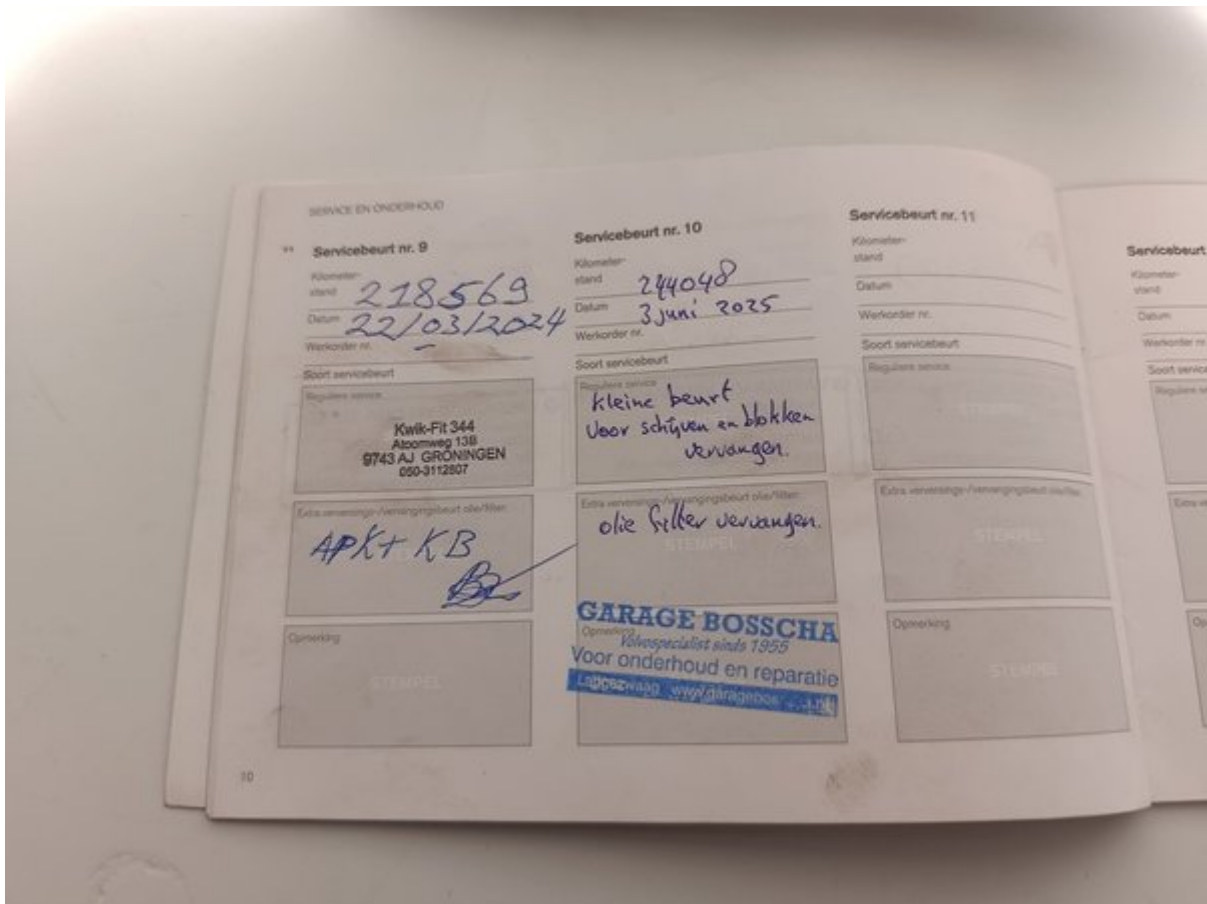 SERVICE EN ONDERHOUD
Servicebeurt nr. 9
Kilometer-
stand 218569
Datum 22/03/2024
Werkorder nr. -
Soort servicebeurt
Reguliere service
Kwik-Fit 344
Atoomweg 13B
9743 AJ GRONINGEN
050-3112807
Extra verversings-/vervangingsbeurt olie/filter:
APK+ KB
Opmerking
STEMPEL
10
Servicebeurt nr. 10
Kilometer-
stand 244048
Datum 3 juni 2025
Werkorder nr.
Soort servicebeurt
Reguliere service
kleine beurt
Voor schijven en blokken
vervangen.
Extra verversings-/vervangingsbeurt olie/filter:
olie filter vervangen.
STEMPEL
Opmerking
GARAGE BOSSCHA
Volvospecialist sinds 1955
Voor onderhoud en reparatie
Servicebeurt nr. 11
Kilometer-
stand
Datum
Werkorder nr.
Soort servicebeurt
Reguliere service
STEMPEL
Extra verversings-/vervangingsbeurt olie/filter:
STEMPEL
Opmerking
STEMPEL
Servicebeurt
Kilometer-
stand
Datum
Werkorder nr